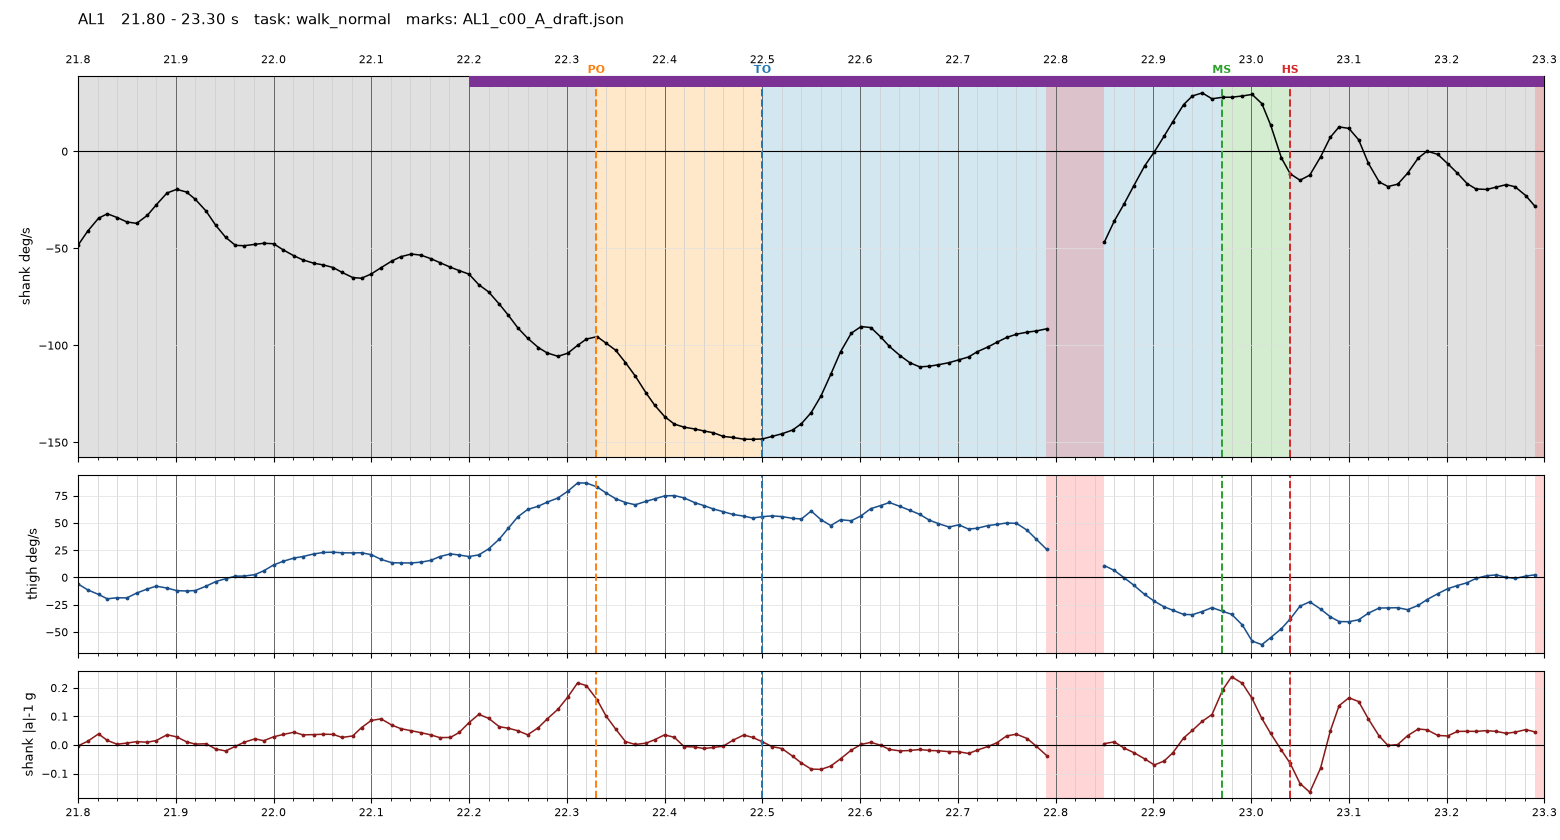 AL1 21.80 - 23.30 s task: walk_normal marks: AL1_c00_A_draft.json
21.8 21.9 22.0 22.1 22.2 22.3 22.4 22.5 22.6 22.7 22.8 22.9 23.0 23.1 23.2 23.3
PO TO MS HS
shank deg/s
0
−50
−100
−150
thigh deg/s
75
50
25
0
−25
−50
shank |a|-1 g
0.2
0.1
0.0
−0.1
21.8 21.9 22.0 22.1 22.2 22.3 22.4 22.5 22.6 22.7 22.8 22.9 23.0 23.1 23.2 23.3